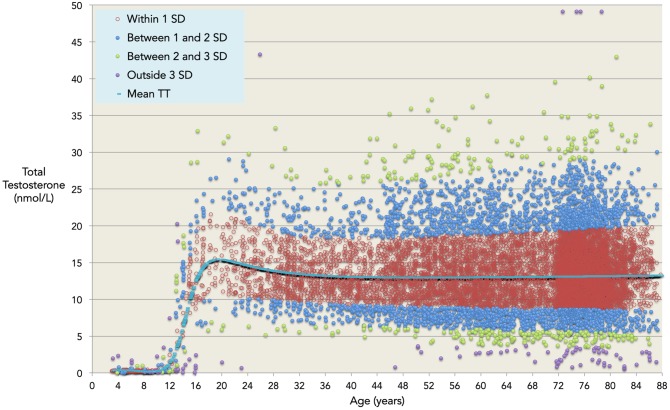 50
45
40
35
30
25
20
15
10
5
0
Within 1 SD
Between 1 and 2 SD
Between 2 and 3 SD
Outside 3 SD
Mean TT
Total
Testosterone
(nmol/L)
0 4 8 12 16 20 24 28 32 36 40 44 48 52 56 60 64 68 72 76 80 84 88
Age (years)